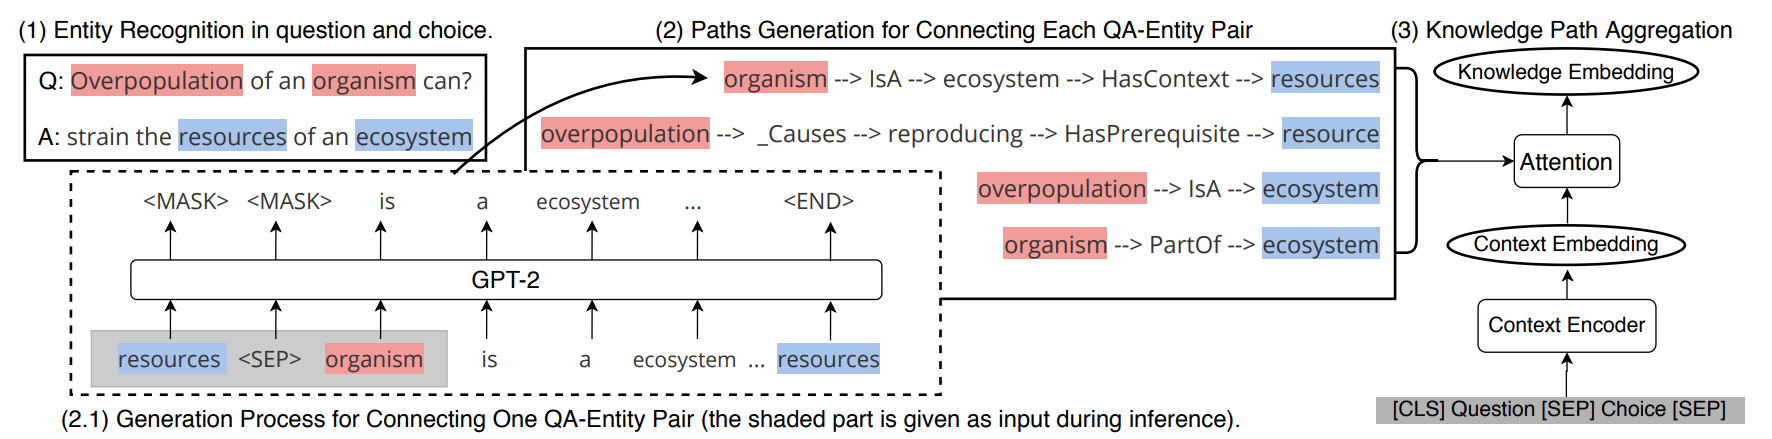 (1) Entity Recognition in question and choice.
Q: Overpopulation of an organism can?
A: strain the resources of an ecosystem
(2) Paths Generation for Connecting Each QA-Entity Pair
organism --> IsA --> ecosystem --> HasContext --> resources
overpopulation --> _Causes --> reproducing --> HasPrerequisite --> resource
overpopulation --> IsA --> ecosystem
organism --> PartOf --> ecosystem
<MASK> <MASK> is a ecosystem ... <END>
GPT-2
resources <SEP> organism is a ecosystem ... resources
(2.1) Generation Process for Connecting One QA-Entity Pair (the shaded part is given as input during inference).
(3) Knowledge Path Aggregation
Knowledge Embedding
Attention
Context Embedding
Context Encoder
[CLS] Question [SEP] Choice [SEP]